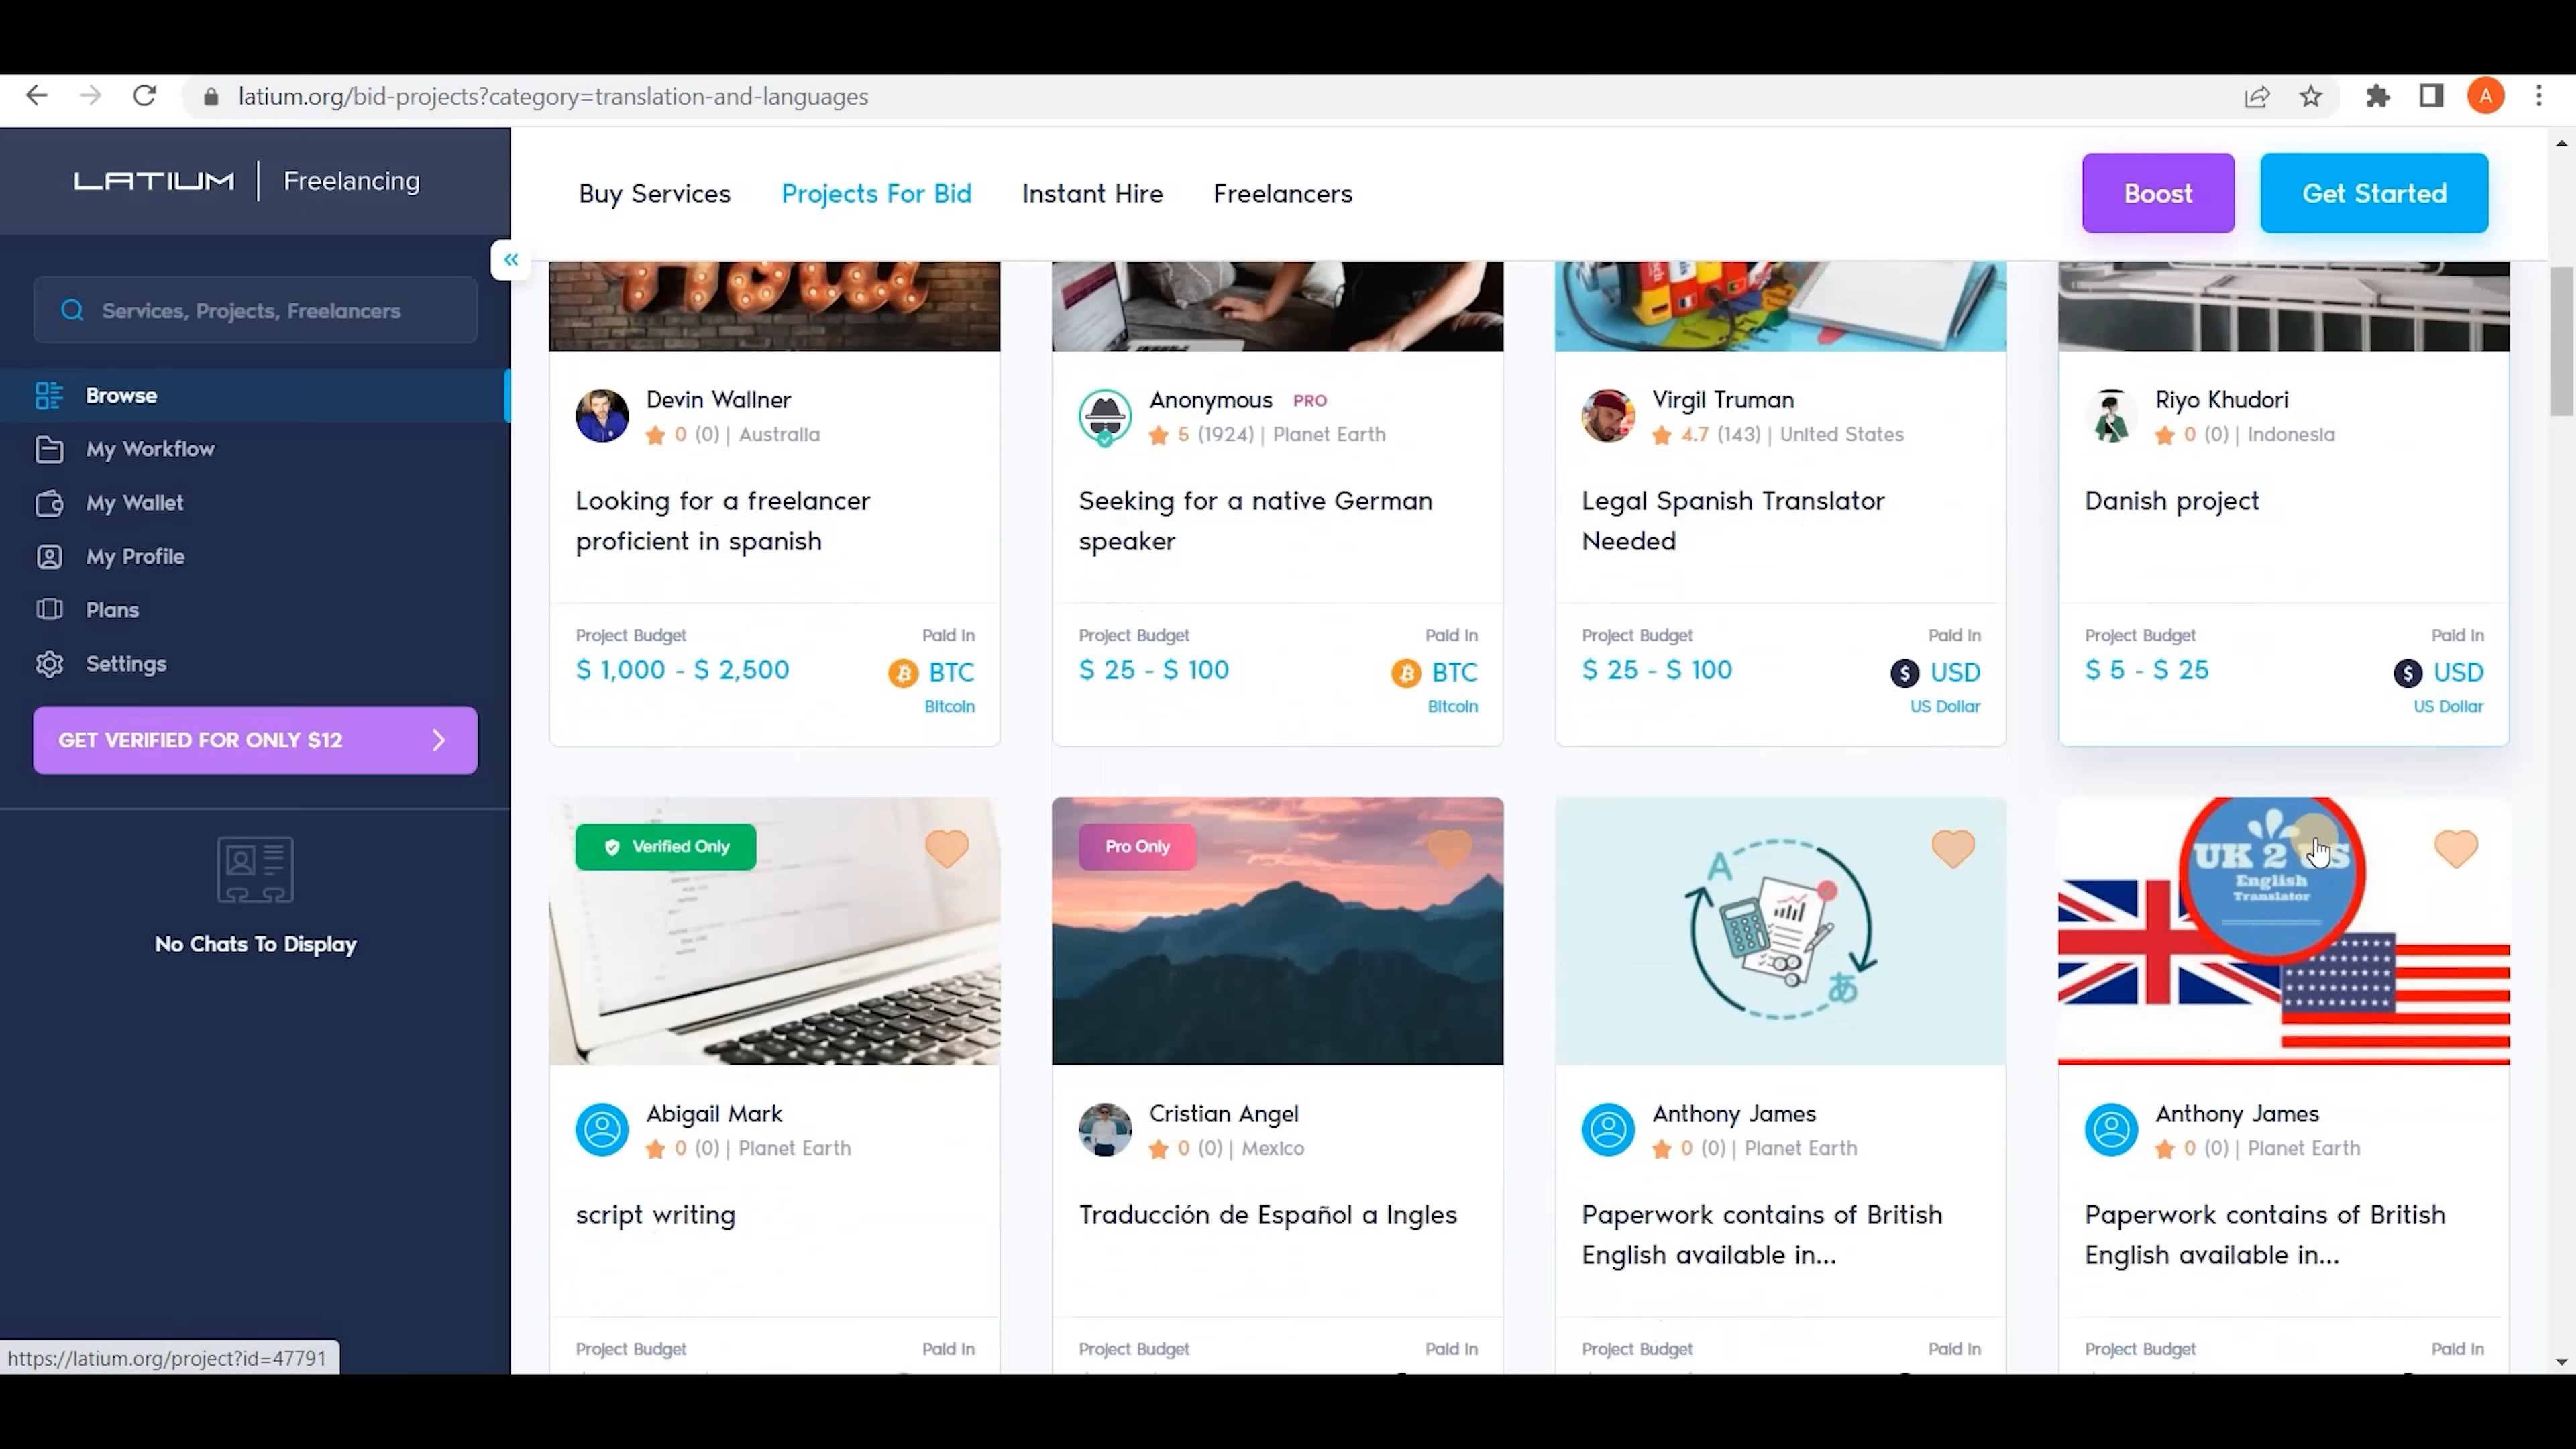 latium.org/bid-projects?category=translation-and-languages
A
LATIUM | Freelancing
Services, Projects, Freelancers
Browse
My Workflow
My Wallet
My Profile
Plans
Settings
GET VERIFIED FOR ONLY $12
No Chats To Display
https://latium.org/project?id=47791
Buy Services
Projects For Bid
Instant Hire
Freelancers
Boost
Get Started
Devin Wallner
0 (0) | Australia
Looking for a freelancer
proficient in spanish
Project Budget
Paid In
$ 1,000 - $ 2,500
BTC
Bitcoin
Anonymous PRO
5 (1924) | Planet Earth
Seeking for a native German
speaker
Project Budget
Paid In
$ 25 - $ 100
BTC
Bitcoin
Virgil Truman
4.7 (143) | United States
Legal Spanish Translator
Needed
Project Budget
Paid In
$ 25 - $ 100
USD
US Dollar
Riyo Khudori
0 (0) | Indonesia
Danish project
Project Budget
Paid In
$ 5 - $ 25
USD
US Dollar
Verified Only
Abigail Mark
0 (0) | Planet Earth
script writing
Project Budget
Paid In
Pro Only
Cristian Angel
0 (0) | Mexico
Traducción de Español a Ingles
Project Budget
Paid In
A
あ
Anthony James
0 (0) | Planet Earth
Paperwork contains of British
English available in...
Project Budget
Paid In
UK 2 US
English
Translator
Anthony James
0 (0) | Planet Earth
Paperwork contains of British
English available in...
Project Budget
Paid In